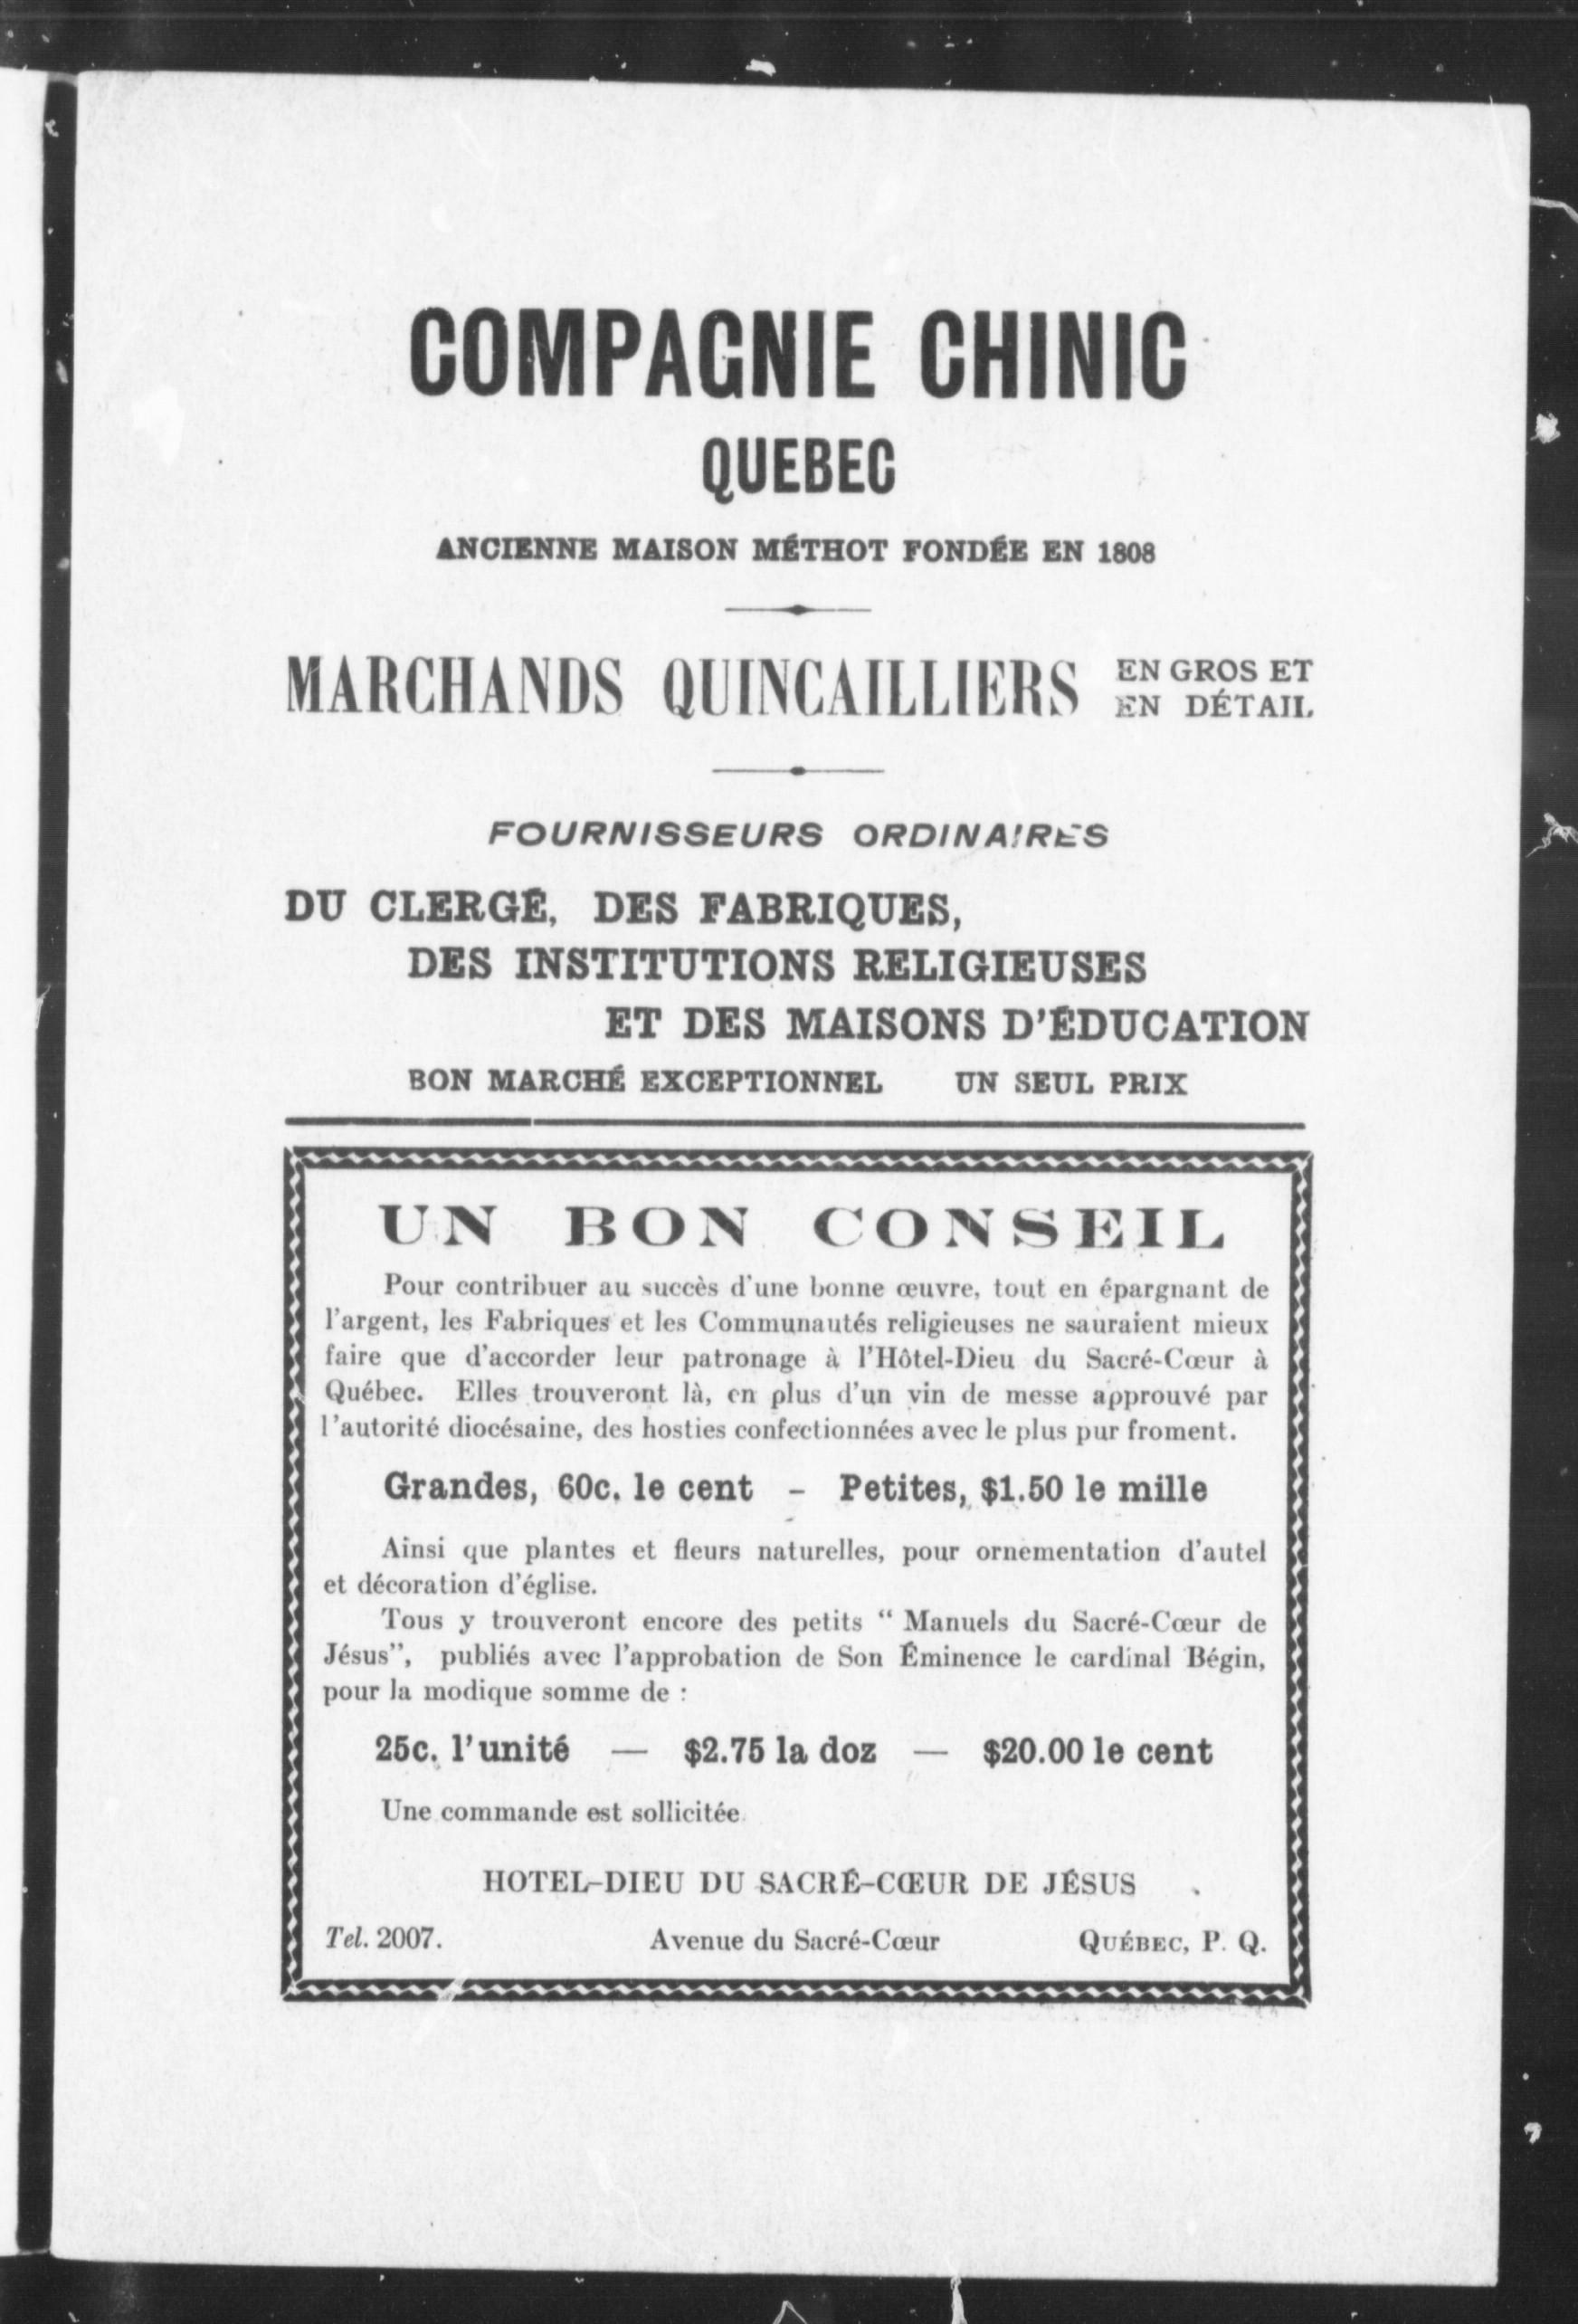 COMPAGNIE CHINIC
QUEBEC
ANCIENNE MAISON MÉTHOT FONDÉE EN 1808
MARCHANDS QUINCAILLIERS EN GROS ET
EN DÉTAIL
FOURNISSEURS ORDINAIRES
DU CLERGÉ, DES FABRIQUES,
DES INSTITUTIONS RELIGIEUSES
ET DES MAISONS D'ÉDUCATION
BON MARCHÉ EXCEPTIONNEL UN SEUL PRIX
UN BON CONSEIL
Pour contribuer au succès d'une bonne œuvre, tout en épargnant de
l'argent, les Fabriques et les Communautés religieuses ne sauraient mieux
faire que d'accorder leur patronage à l'Hôtel-Dieu du Sacré-Cœur à
Québec. Elles trouveront là, en plus d'un vin de messe approuvé par
l'autorité diocésaine, des hosties confectionnées avec le plus pur froment.
Grandes, 60c. le cent - Petites, $1.50 le mille
Ainsi que plantes et fleurs naturelles, pour ornementation d'autel
et décoration d'église.
Tous y trouveront encore des petits “ Manuels du Sacré-Cœur de
Jésus”, publiés avec l'approbation de Son Éminence le cardinal Bégin,
pour la modique somme de :
25c. l'unité — $2.75 la doz — $20.00 le cent
Une commande est sollicitée.
HOTEL-DIEU DU SACRÉ-CŒUR DE JÉSUS
Tel. 2007. Avenue du Sacré-Cœur QUÉBEC, P. Q.